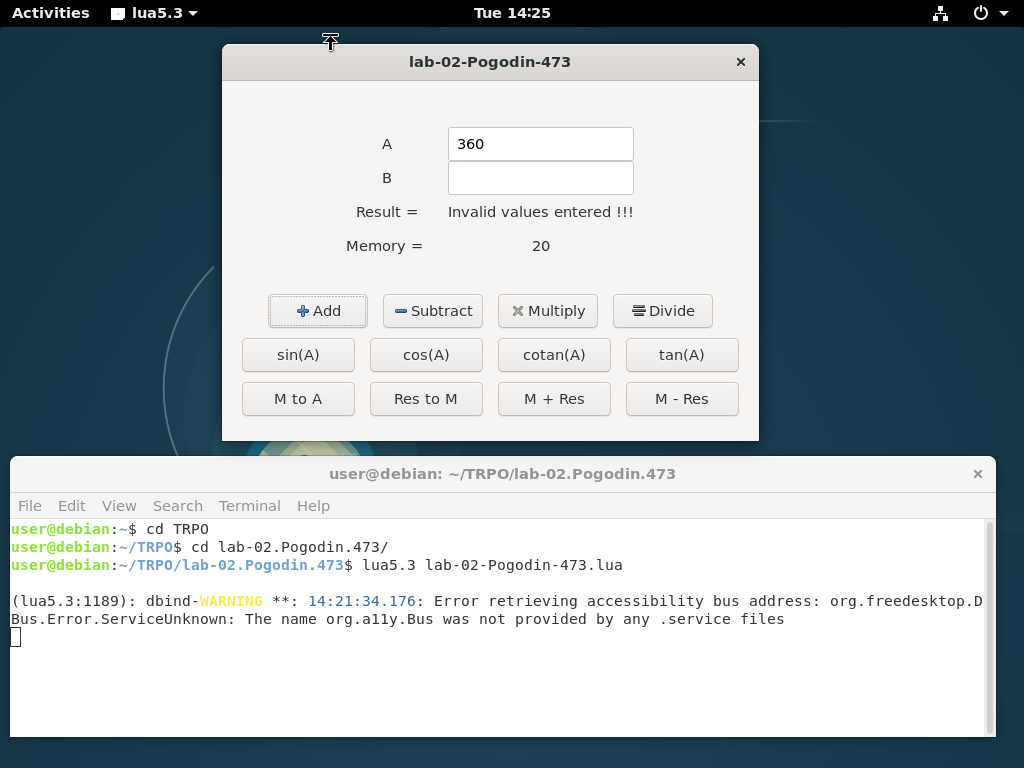 Activities lua5.3 Tue 14:25
lab-02-Pogodin-473 ×
A 360
B
Result = Invalid values entered !!!
Memory = 20
Add Subtract Multiply Divide
sin(A) cos(A) cotan(A) tan(A)
M to A Res to M M + Res M - Res
user@debian: ~/TRPO/lab-02.Pogodin.473 ×
File Edit View Search Terminal Help
user@debian:~$ cd TRPO
user@debian:~/TRPO$ cd lab-02.Pogodin.473/
user@debian:~/TRPO/lab-02.Pogodin.473$ lua5.3 lab-02-Pogodin-473.lua
(lua5.3:1189): dbind-WARNING **: 14:21:34.176: Error retrieving accessibility bus address: org.freedesktop.D
Bus.Error.ServiceUnknown: The name org.a11y.Bus was not provided by any .service files